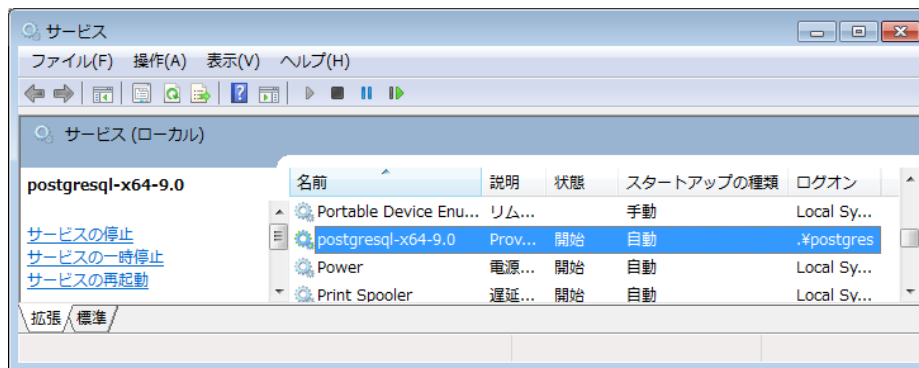 サービス
ファイル(F) 操作(A) 表示(V) ヘルプ(H)
サービス (ローカル)
postgresql-x64-9.0
サービスの停止
サービスの一時停止
サービスの再起動
名前 説明 状態 スタートアップの種類 ログオン
Portable Device Enu... リム... 手動 Local Sy...
postgresql-x64-9.0 Prov... 開始 自動 .¥postgres
Power 電源... 開始 自動 Local Sy...
Print Spooler 遅延... 開始 自動 Local Sy...
拡張 標準